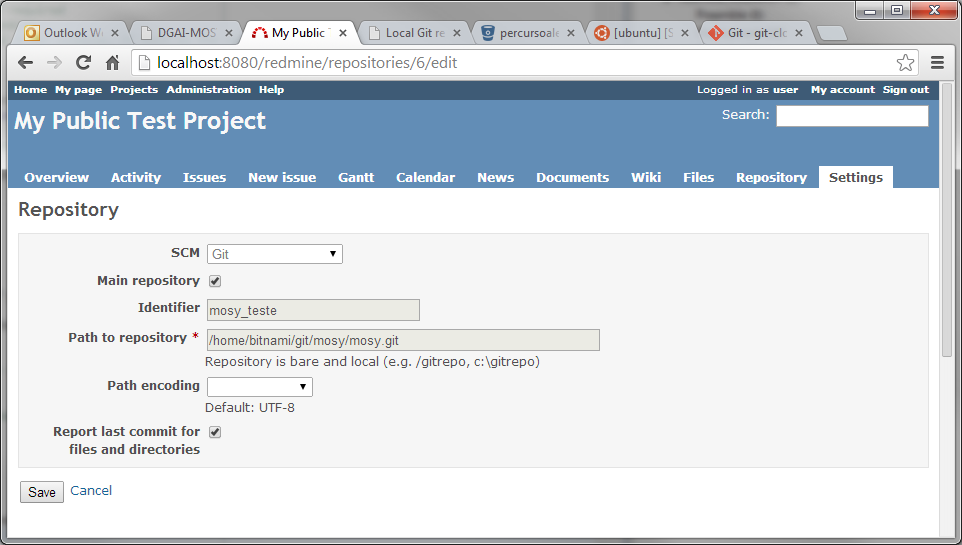 Outlook W
DGAI-MOS
My Public
Local Git re
percursoale
[ubuntu] [S
Git - git-clo
localhost:8080/redmine/repositories/6/edit
Home My page Projects Administration Help Logged in as user My account Sign out
My Public Test Project
Search:
Overview Activity Issues New issue Gantt Calendar News Documents Wiki Files Repository Settings
Repository
SCM Git
Main repository
Identifier mosy_teste
Path to repository * /home/bitnami/git/mosy/mosy.git
Repository is bare and local (e.g. /gitrepo, c:\gitrepo)
Path encoding
Default: UTF-8
Report last commit for
files and directories
Save Cancel